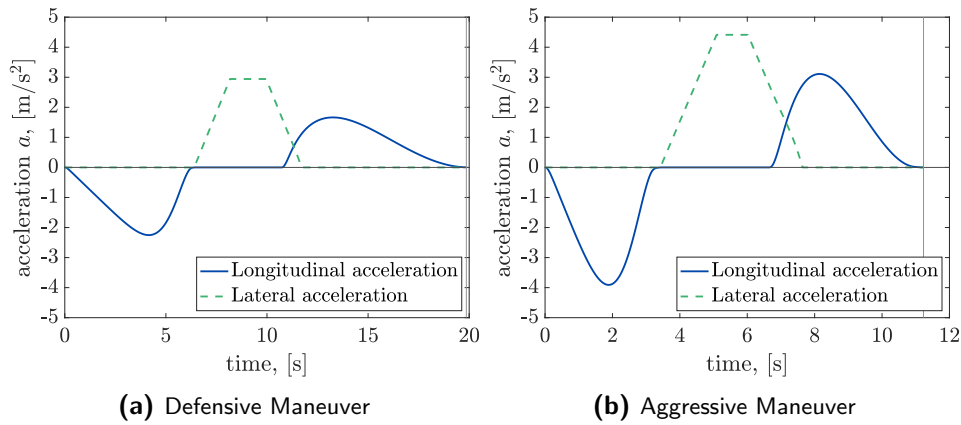 5
4
3
2
1
0
-1
-2
-3
-4
-5
acceleration a, [m/s²]
Longitudinal acceleration
Lateral acceleration
0 5 10 15 20
time, [s]
(a) Defensive Maneuver
5
4
3
2
1
0
-1
-2
-3
-4
-5
acceleration a, [m/s²]
Longitudinal acceleration
Lateral acceleration
0 2 4 6 8 10 12
time, [s]
(b) Aggressive Maneuver